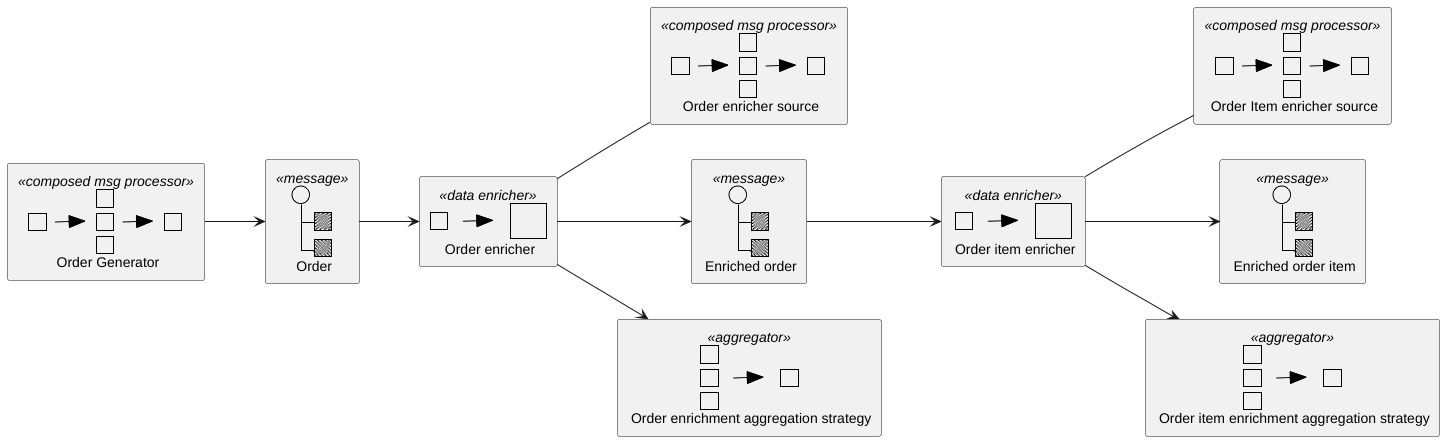 «composed msg processor»
Order Generator
«message»
Order
«data enricher»
Order enricher
«composed msg processor»
Order enricher source
«message»
Enriched order
«aggregator»
Order enrichment aggregation strategy
«data enricher»
Order item enricher
«composed msg processor»
Order Item enricher source
«message»
Enriched order item
«aggregator»
Order item enrichment aggregation strategy